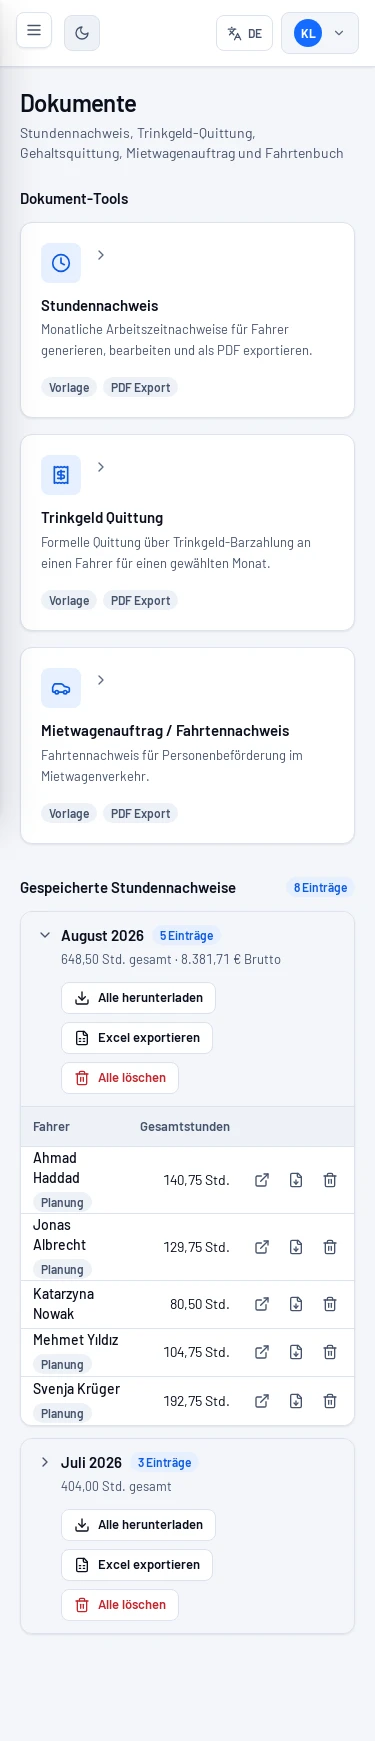 DE
KL
Dokumente
Stundennachweis, Trinkgeld-Quittung,
Gehaltsquittung, Mietwagenauftrag und Fahrtenbuch
Dokument-Tools
Stundennachweis
Monatliche Arbeitszeitnachweise für Fahrer
generieren, bearbeiten und als PDF exportieren.
Vorlage PDF Export
Trinkgeld Quittung
Formelle Quittung über Trinkgeld-Barzahlung an
einen Fahrer für einen gewählten Monat.
Vorlage PDF Export
Mietwagenauftrag / Fahrtennachweis
Fahrtennachweis für Personenbeförderung im
Mietwagenverkehr.
Vorlage PDF Export
Gespeicherte Stundennachweise 8 Einträge
August 2026 5 Einträge
648,50 Std. gesamt · 8.381,71 € Brutto
Alle herunterladen
Excel exportieren
Alle löschen
Fahrer Gesamtstunden
Ahmad
Haddad
Planung
140,75 Std.
Jonas
Albrecht
Planung
129,75 Std.
Katarzyna
Nowak
80,50 Std.
Mehmet Yıldız
Planung
104,75 Std.
Svenja Krüger
Planung
192,75 Std.
Juli 2026 3 Einträge
404,00 Std. gesamt
Alle herunterladen
Excel exportieren
Alle löschen